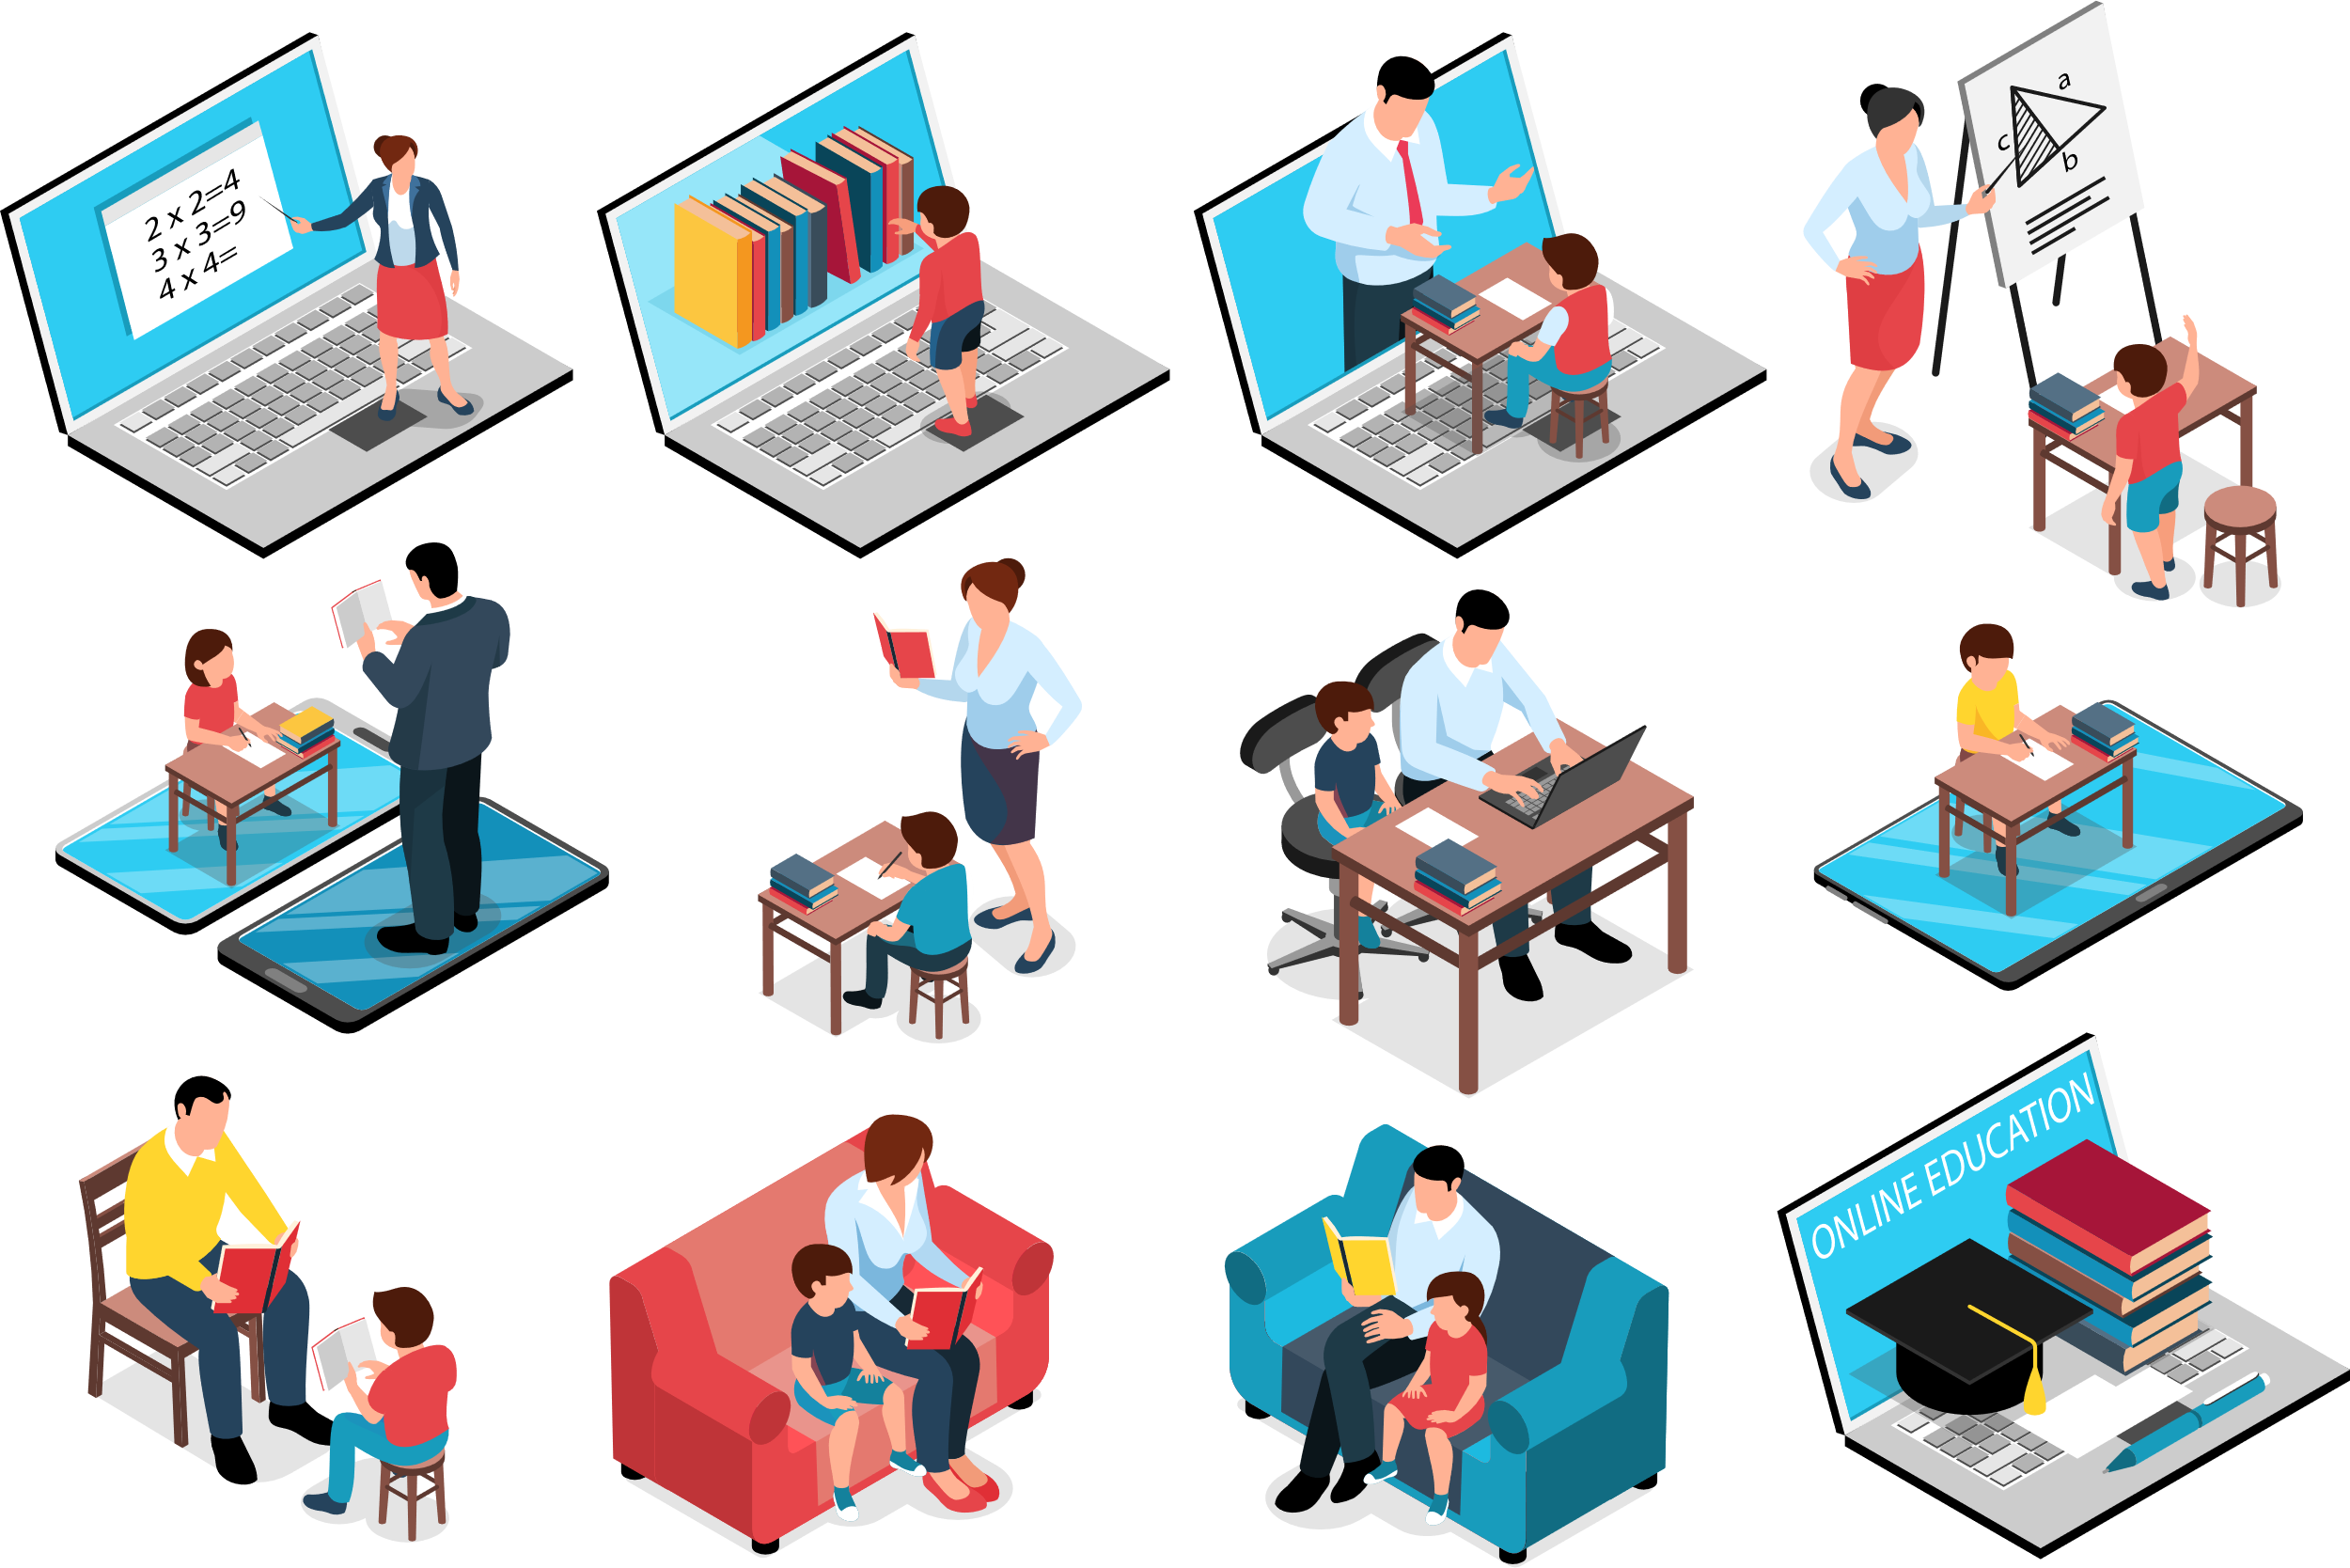 2 x 2=4
3 x 3=9
4 x 4=
a
c
b
ONLINE EDUCATION